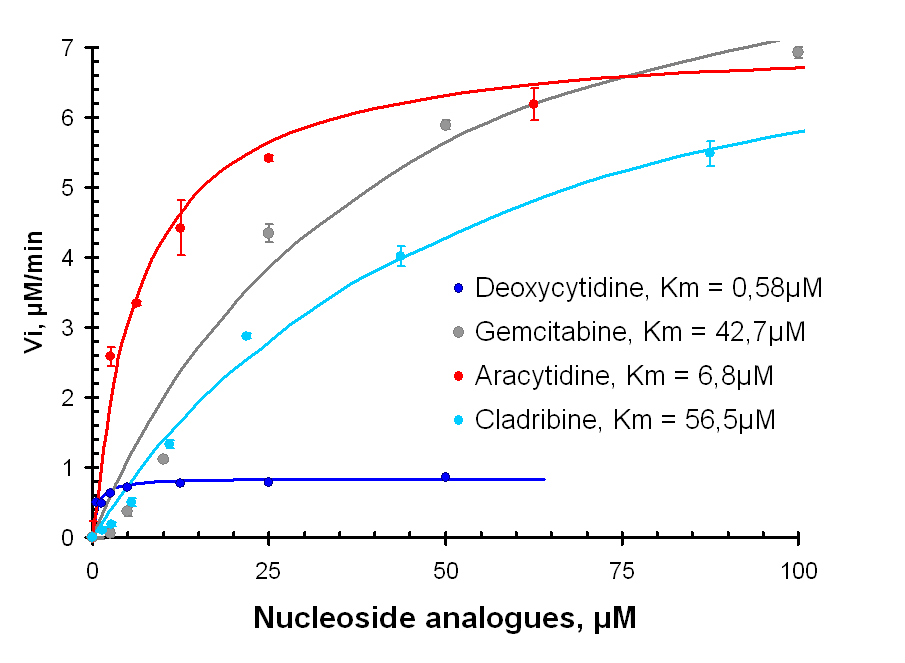 7
6
5
4
3
2
1
0
Vi, µM/min
Deoxycytidine, Km = 0,58µM
Gemcitabine, Km = 42,7µM
Aracytidine, Km = 6,8µM
Cladribine, Km = 56,5µM
0 25 50 75 100
Nucleoside analogues, µM